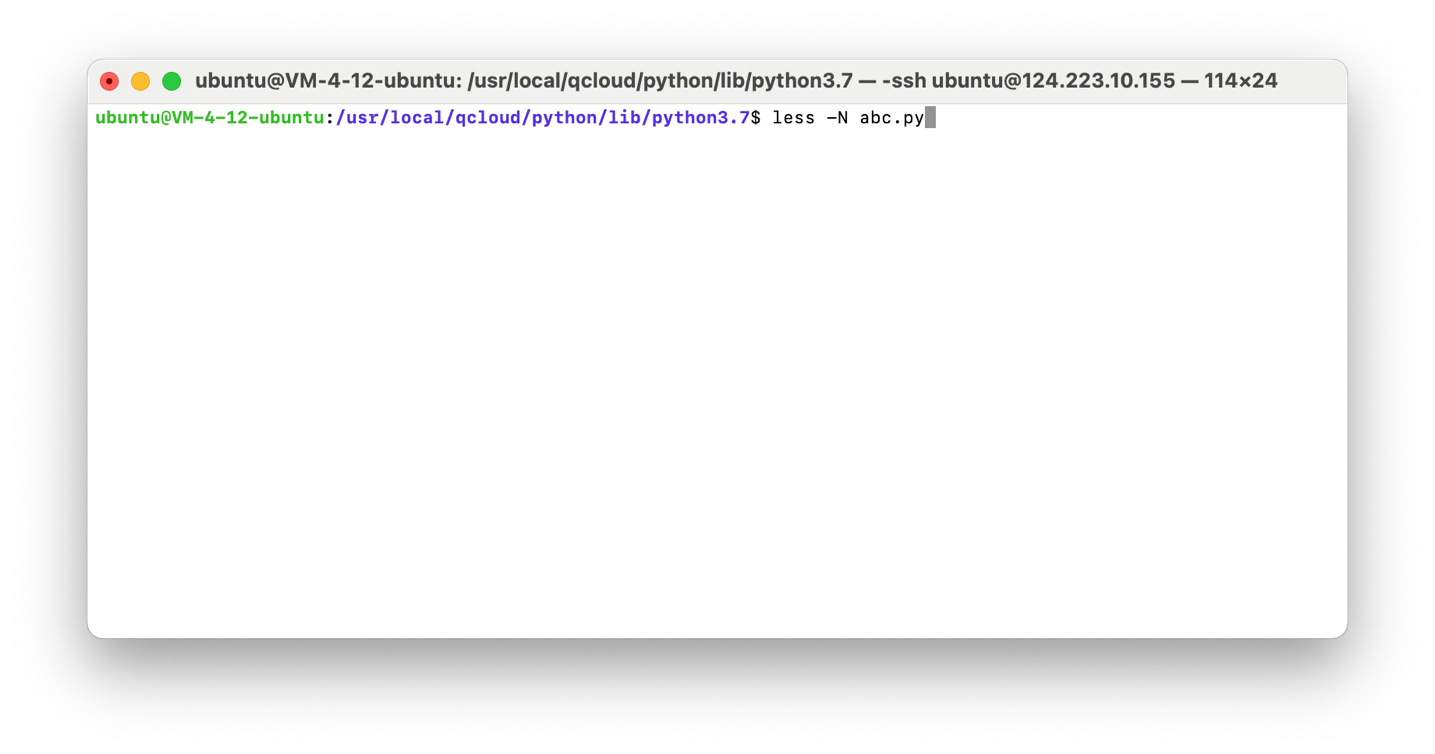 ubuntu@VM-4-12-ubuntu: /usr/local/qcloud/python/lib/python3.7 — -ssh ubuntu@124.223.10.155 — 114×24
ubuntu@VM-4-12-ubuntu:/usr/local/qcloud/python/lib/python3.7$ less -N abc.py